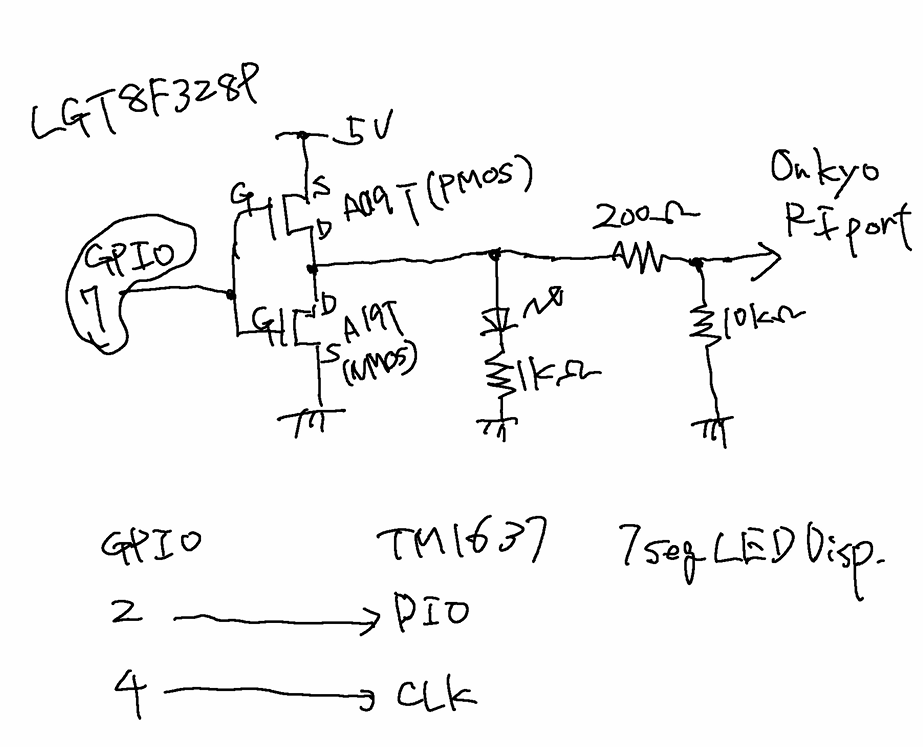 LGT8F328P
5V
G
S
A09T(PMOS)
D
GPIO
7
G
D
A19T
(NMOS)
S
200Ω
Onkyo
RI port
1kΩ
10kΩ
GPIO TM1637 7seg LED Disp.
2 → DIO
4 → CLK